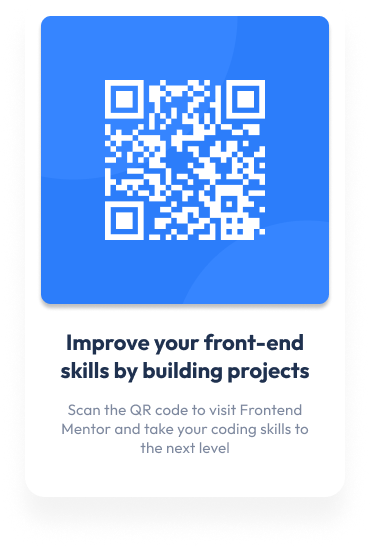 Improve your front-end
skills by building projects
Scan the QR code to visit Frontend
Mentor and take your coding skills to
the next level